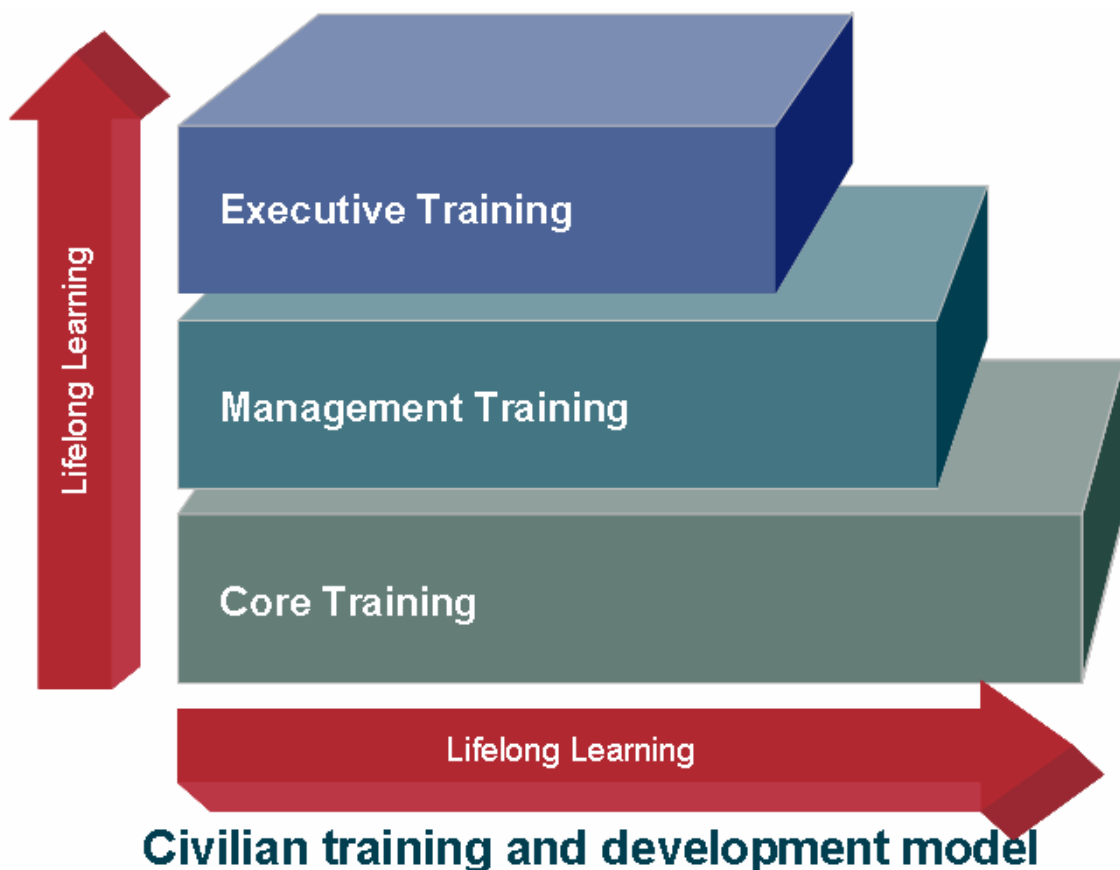 Lifelong Learning
Executive Training
Management Training
Core Training
Lifelong Learning
Civilian training and development model